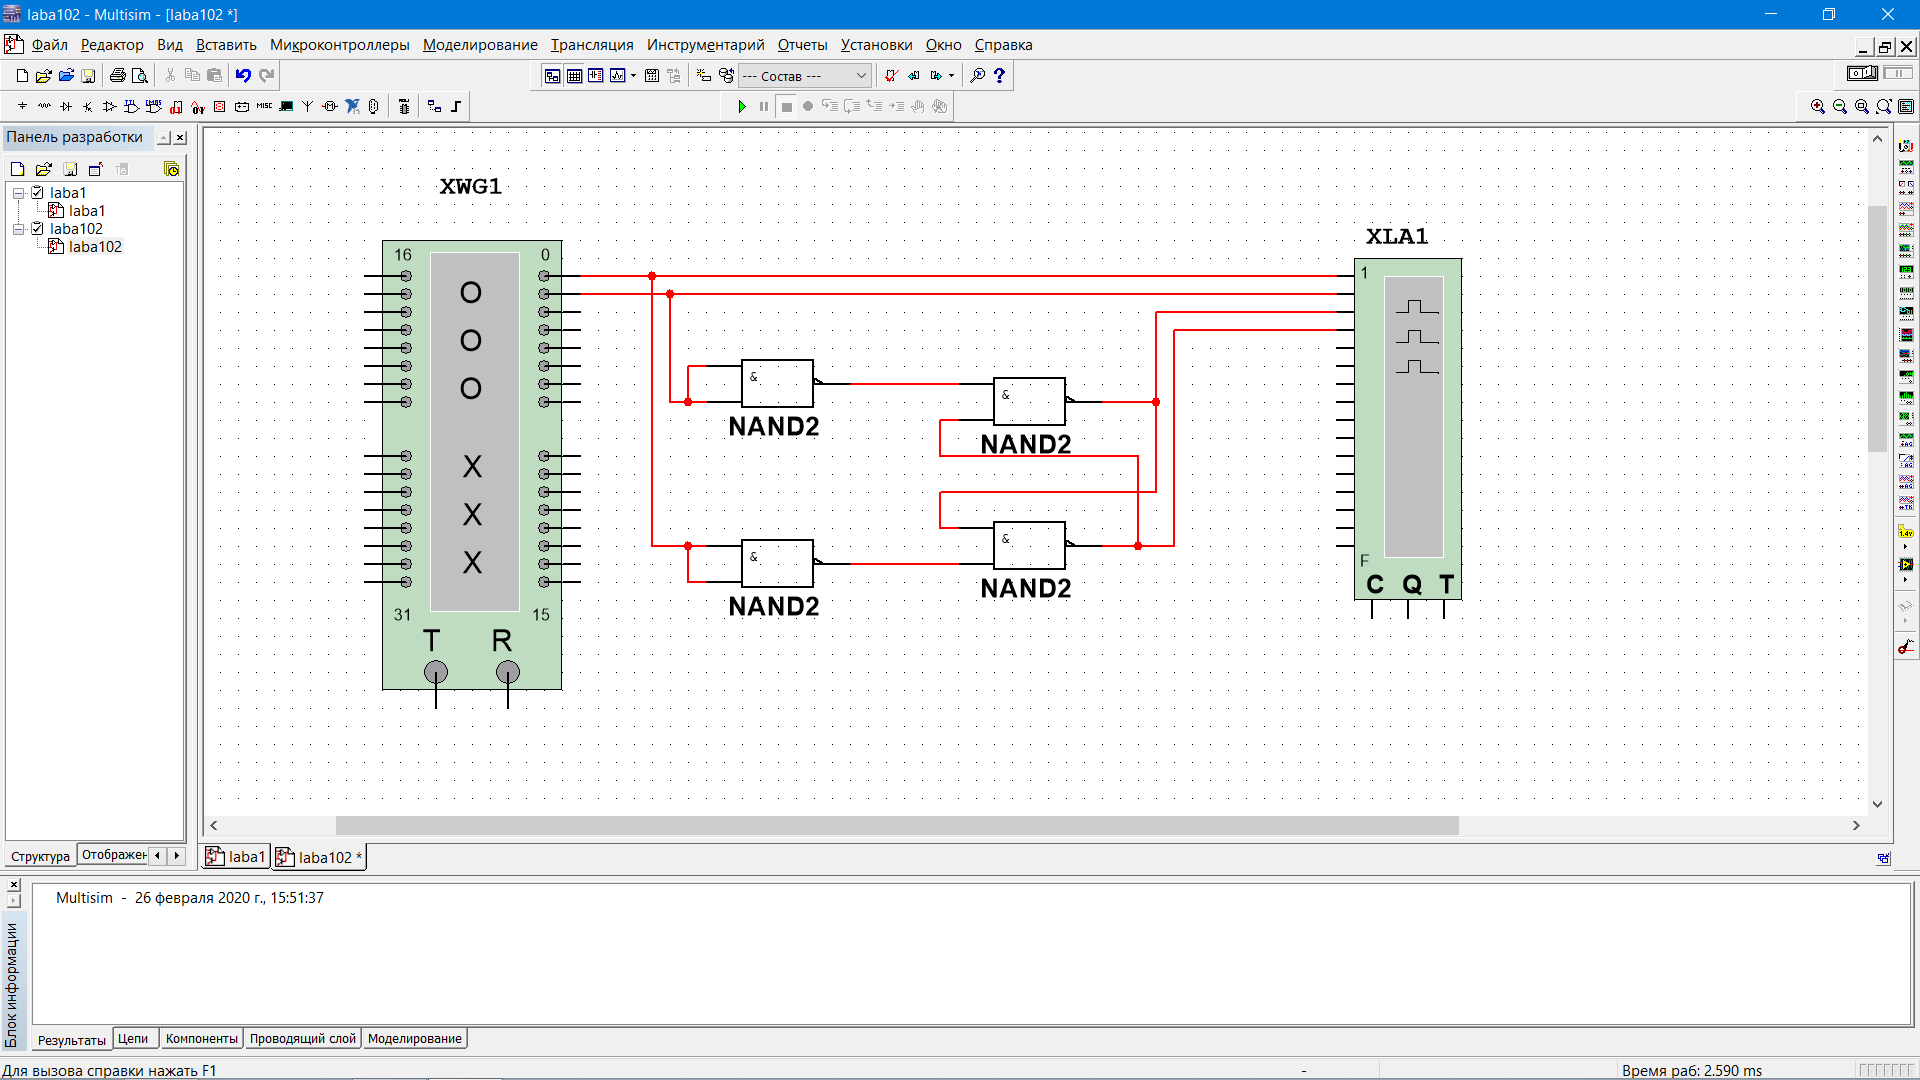 laba102 - Multisim - [laba102 *]
Файл Редактор Вид Вставить Микроконтроллеры Моделирование Трансляция Инструментарий Отчеты Установки Окно Справка
--- Состав ---
MISC
Панель разработки
laba1
laba1
laba102
laba102
Структура Отображен
XWG1
16 0
O
O
O
X
X
X
31 15
T R
&
NAND2
&
NAND2
&
NAND2
&
NAND2
XLA1
1
F
C Q T
laba1 laba102 *
Multisim - 26 февраля 2020 г., 15:51:37
Блок информации
Результаты Цепи Компоненты Проводящий слой Моделирование
Для вызова справки нажать F1
-
Время раб: 2.590 ms